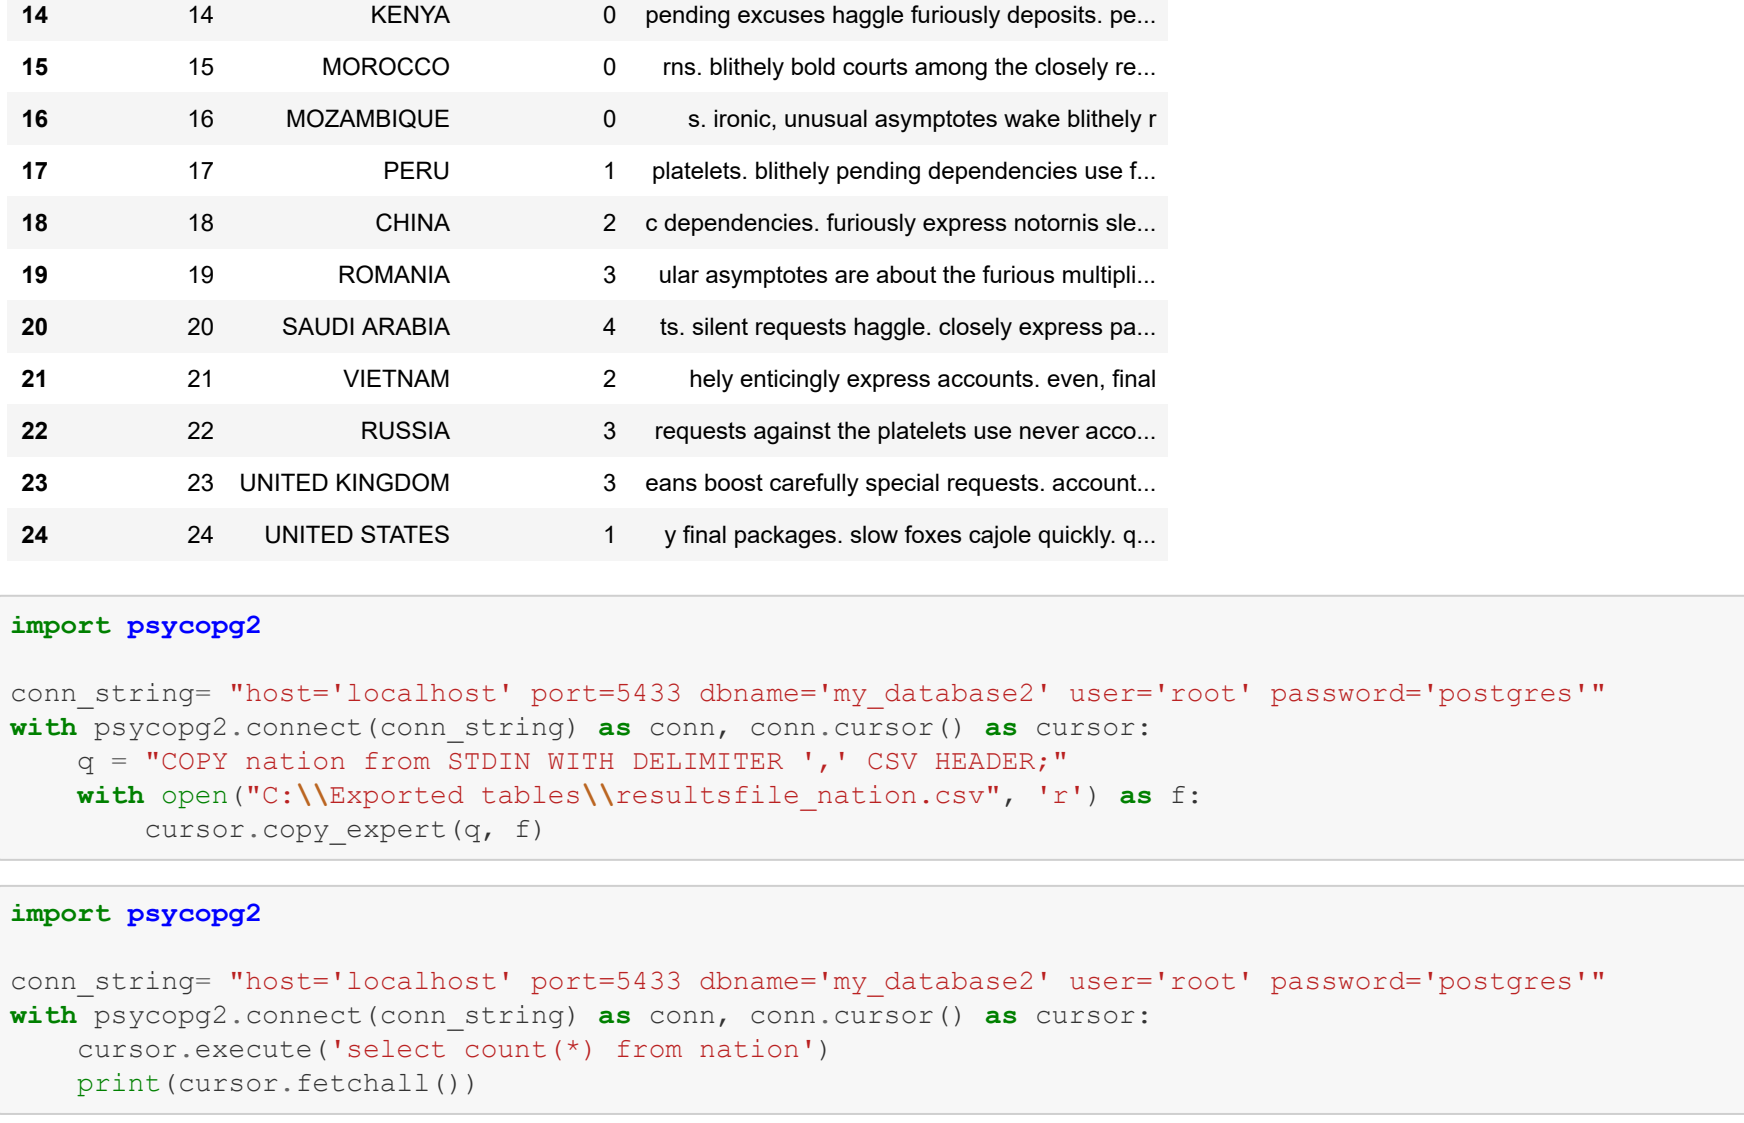 14 14 KENYA 0 pending excuses haggle furiously deposits. pe...
15 15 MOROCCO 0 rns. blithely bold courts among the closely re...
16 16 MOZAMBIQUE 0 s. ironic, unusual asymptotes wake blithely r
17 17 PERU 1 platelets. blithely pending dependencies use f...
18 18 CHINA 2 c dependencies. furiously express notornis sle...
19 19 ROMANIA 3 ular asymptotes are about the furious multipli...
20 20 SAUDI ARABIA 4 ts. silent requests haggle. closely express pa...
21 21 VIETNAM 2 hely enticingly express accounts. even, final
22 22 RUSSIA 3 requests against the platelets use never acco...
23 23 UNITED KINGDOM 3 eans boost carefully special requests. account...
24 24 UNITED STATES 1 y final packages. slow foxes cajole quickly. q...
import psycopg2
conn_string= "host='localhost' port=5433 dbname='my_database2' user='root' password='postgres'"
with psycopg2.connect(conn_string) as conn, conn.cursor() as cursor:
    q = "COPY nation from STDIN WITH DELIMITER ',' CSV HEADER;"
    with open("C:\\Exported tables\\resultsfile_nation.csv", 'r') as f:
        cursor.copy_expert(q, f)
import psycopg2
conn_string= "host='localhost' port=5433 dbname='my_database2' user='root' password='postgres'"
with psycopg2.connect(conn_string) as conn, conn.cursor() as cursor:
    cursor.execute('select count(*) from nation')
    print(cursor.fetchall())